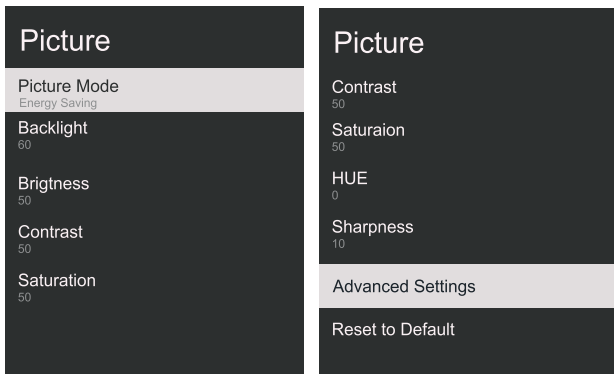 Picture
Picture Mode
Energy Saving
Backlight
60
Brigtness
50
Contrast
50
Saturation
50
Picture
Contrast
50
Saturaion
50
HUE
0
Sharpness
10
Advanced Settings
Reset to Default